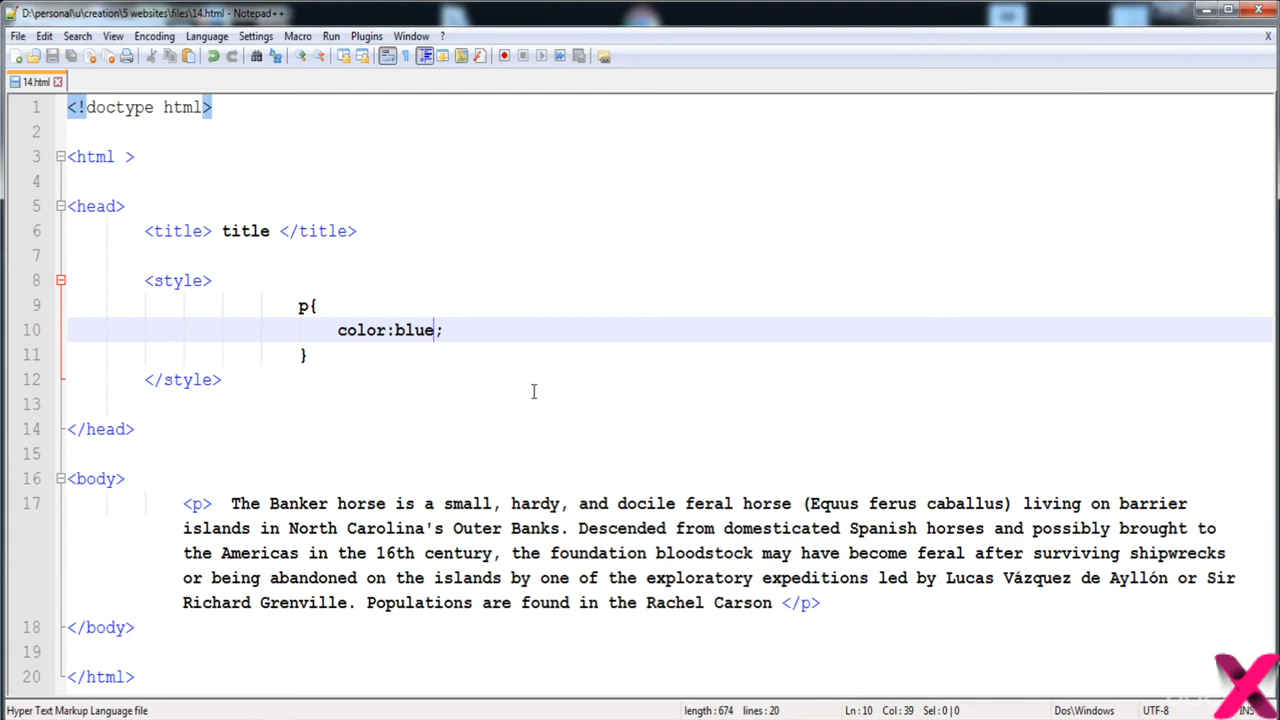 D:\personal\u\creation\5 websites\files\14.html - Notepad++
File Edit Search View Encoding Language Settings Macro Run Plugins Window ? X
14.html
1 <!doctype html>
2
3 <html >
4
5 <head>
6 <title> title </title>
7
8 <style>
9 p{
10 color:blue;
11 }
12 </style>
13
14 </head>
15
16 <body>
17 <p> The Banker horse is a small, hardy, and docile feral horse (Equus ferus caballus) living on barrier
islands in North Carolina's Outer Banks. Descended from domesticated Spanish horses and possibly brought to
the Americas in the 16th century, the foundation bloodstock may have become feral after surviving shipwrecks
or being abandoned on the islands by one of the exploratory expeditions led by Lucas Vázquez de Ayllón or Sir
Richard Grenville. Populations are found in the Rachel Carson </p>
18 </body>
19
20 </html>
Hyper Text Markup Language file length : 674 lines : 20 Ln : 10 Col : 39 Sel : 0 | 0 Dos\Windows UTF-8 INS